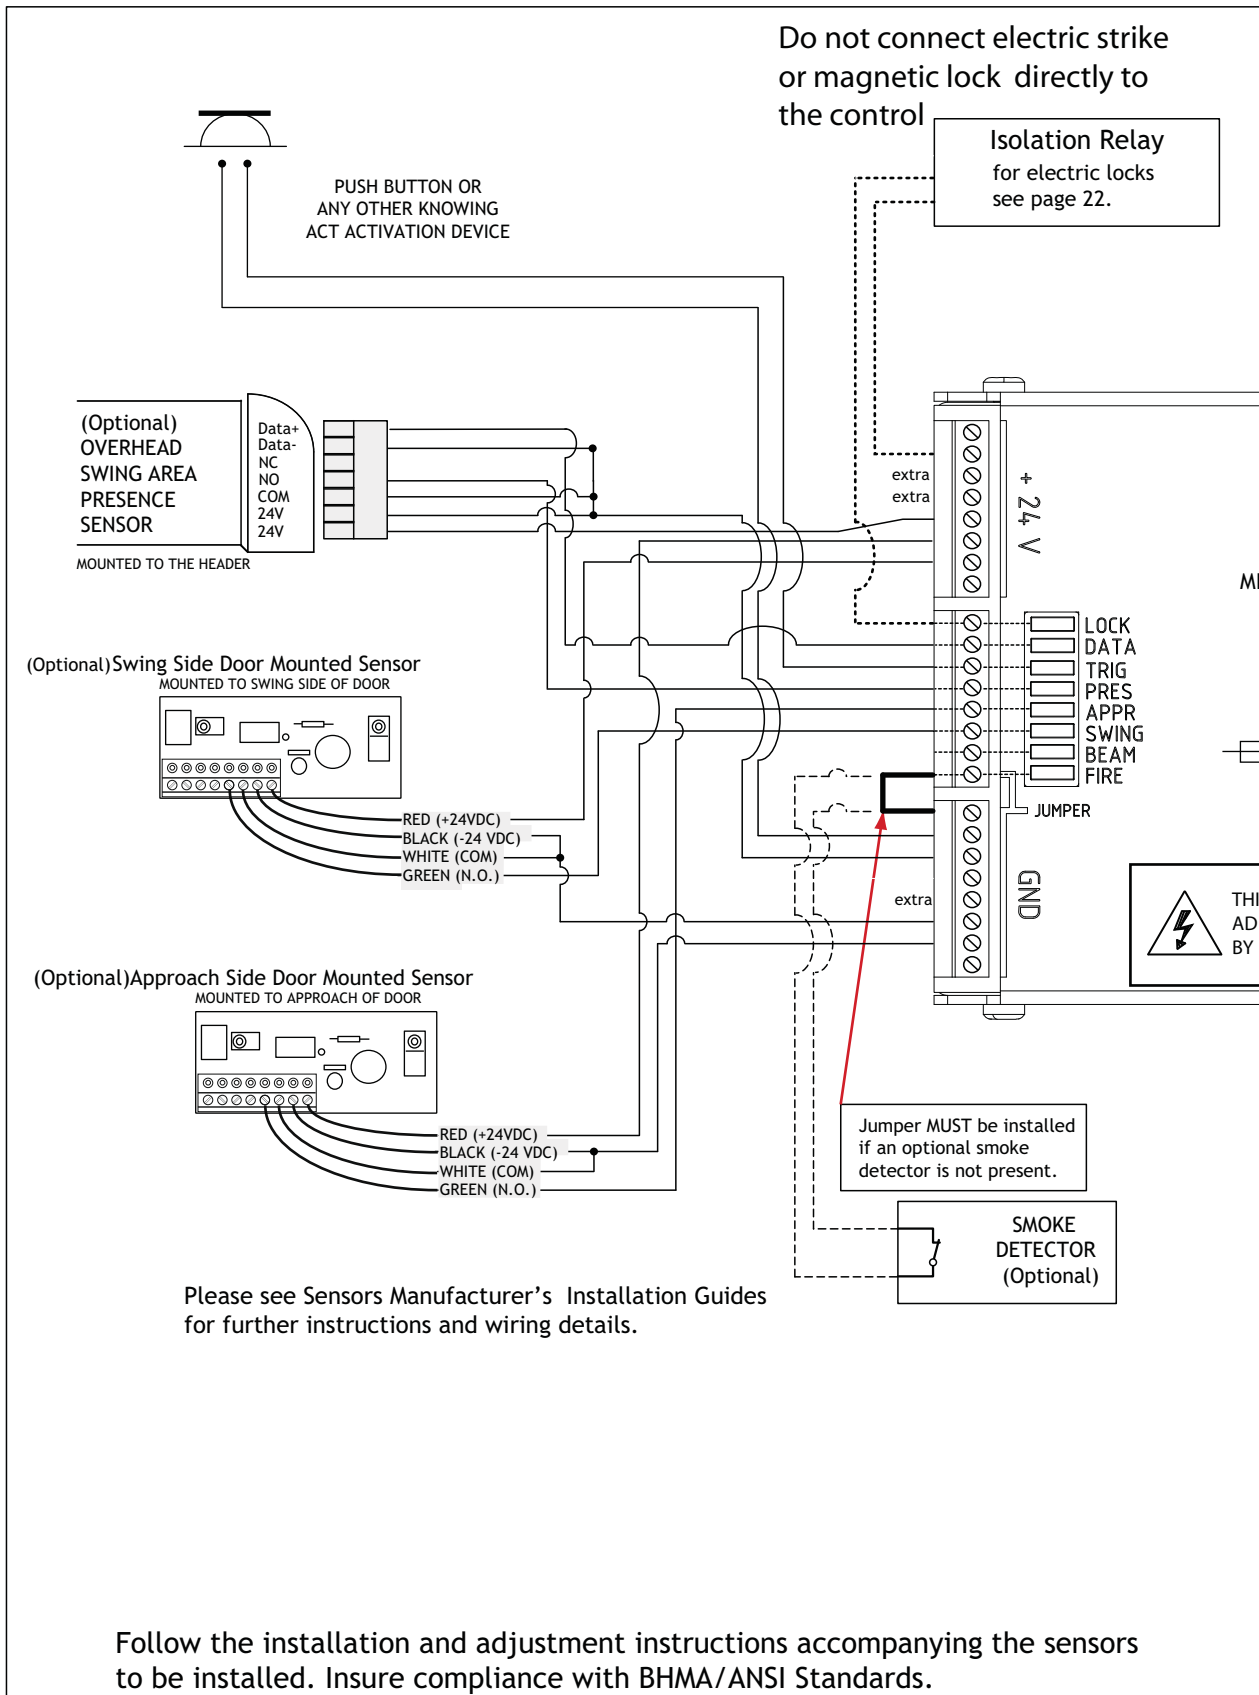 Do not connect electric strike
or magnetic lock directly to
the control
Isolation Relay
for electric locks
see page 22.
PUSH BUTTON OR
ANY OTHER KNOWING
ACT ACTIVATION DEVICE
(Optional)
OVERHEAD
SWING AREA
PRESENCE
SENSOR
MOUNTED TO THE HEADER
Data+
Data-
NC
NO
COM
24V
24V
extra
extra
+ 24 V
MI
LOCK
DATA
TRIG
PRES
APPR
SWING
BEAM
FIRE
JUMPER
(Optional) Swing Side Door Mounted Sensor
MOUNTED TO SWING SIDE OF DOOR
RED (+24VDC)
BLACK (-24 VDC)
WHITE (COM)
GREEN (N.O.)
extra
GND
THI
AD
BY
(Optional) Approach Side Door Mounted Sensor
MOUNTED TO APPROACH OF DOOR
RED (+24VDC)
BLACK (-24 VDC)
WHITE (COM)
GREEN (N.O.)
Jumper MUST be installed
if an optional smoke
detector is not present.
SMOKE
DETECTOR
(Optional)
Please see Sensors Manufacturer's Installation Guides
for further instructions and wiring details.
Follow the installation and adjustment instructions accompanying the sensors
to be installed. Insure compliance with BHMA/ANSI Standards.